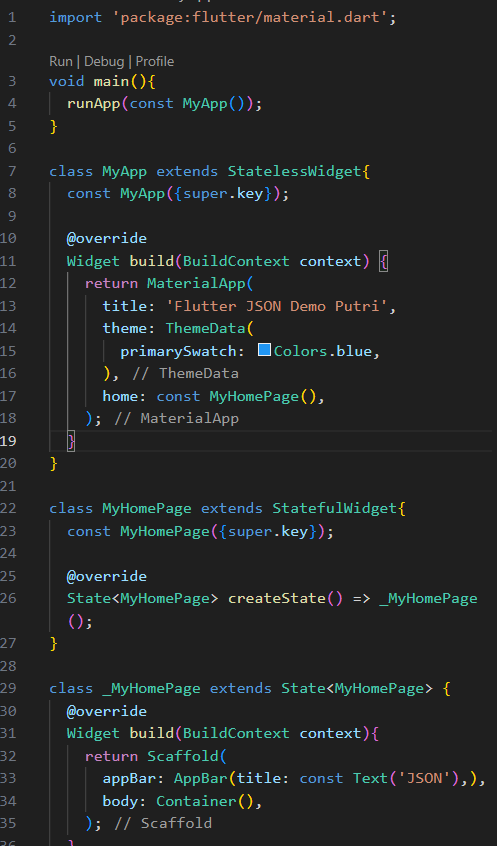 1 import 'package:flutter/material.dart';
2
Run | Debug | Profile
3 void main(){
4   runApp(const MyApp());
5 }
6
7 class MyApp extends StatelessWidget{
8   const MyApp({super.key});
9
10   @override
11   Widget build(BuildContext context) {
12     return MaterialApp(
13       title: 'Flutter JSON Demo Putri',
14       theme: ThemeData(
15         primarySwatch: Colors.blue,
16       ), // ThemeData
17       home: const MyHomePage(),
18     ); // MaterialApp
19   }
20 }
21
22 class MyHomePage extends StatefulWidget{
23   const MyHomePage({super.key});
24
25   @override
26   State<MyHomePage> createState() => _MyHomePage
  ();
27 }
28
29 class _MyHomePage extends State<MyHomePage> {
30   @override
31   Widget build(BuildContext context){
32     return Scaffold(
33       appBar: AppBar(title: const Text('JSON'),),
34       body: Container(),
35     ); // Scaffold
36   }